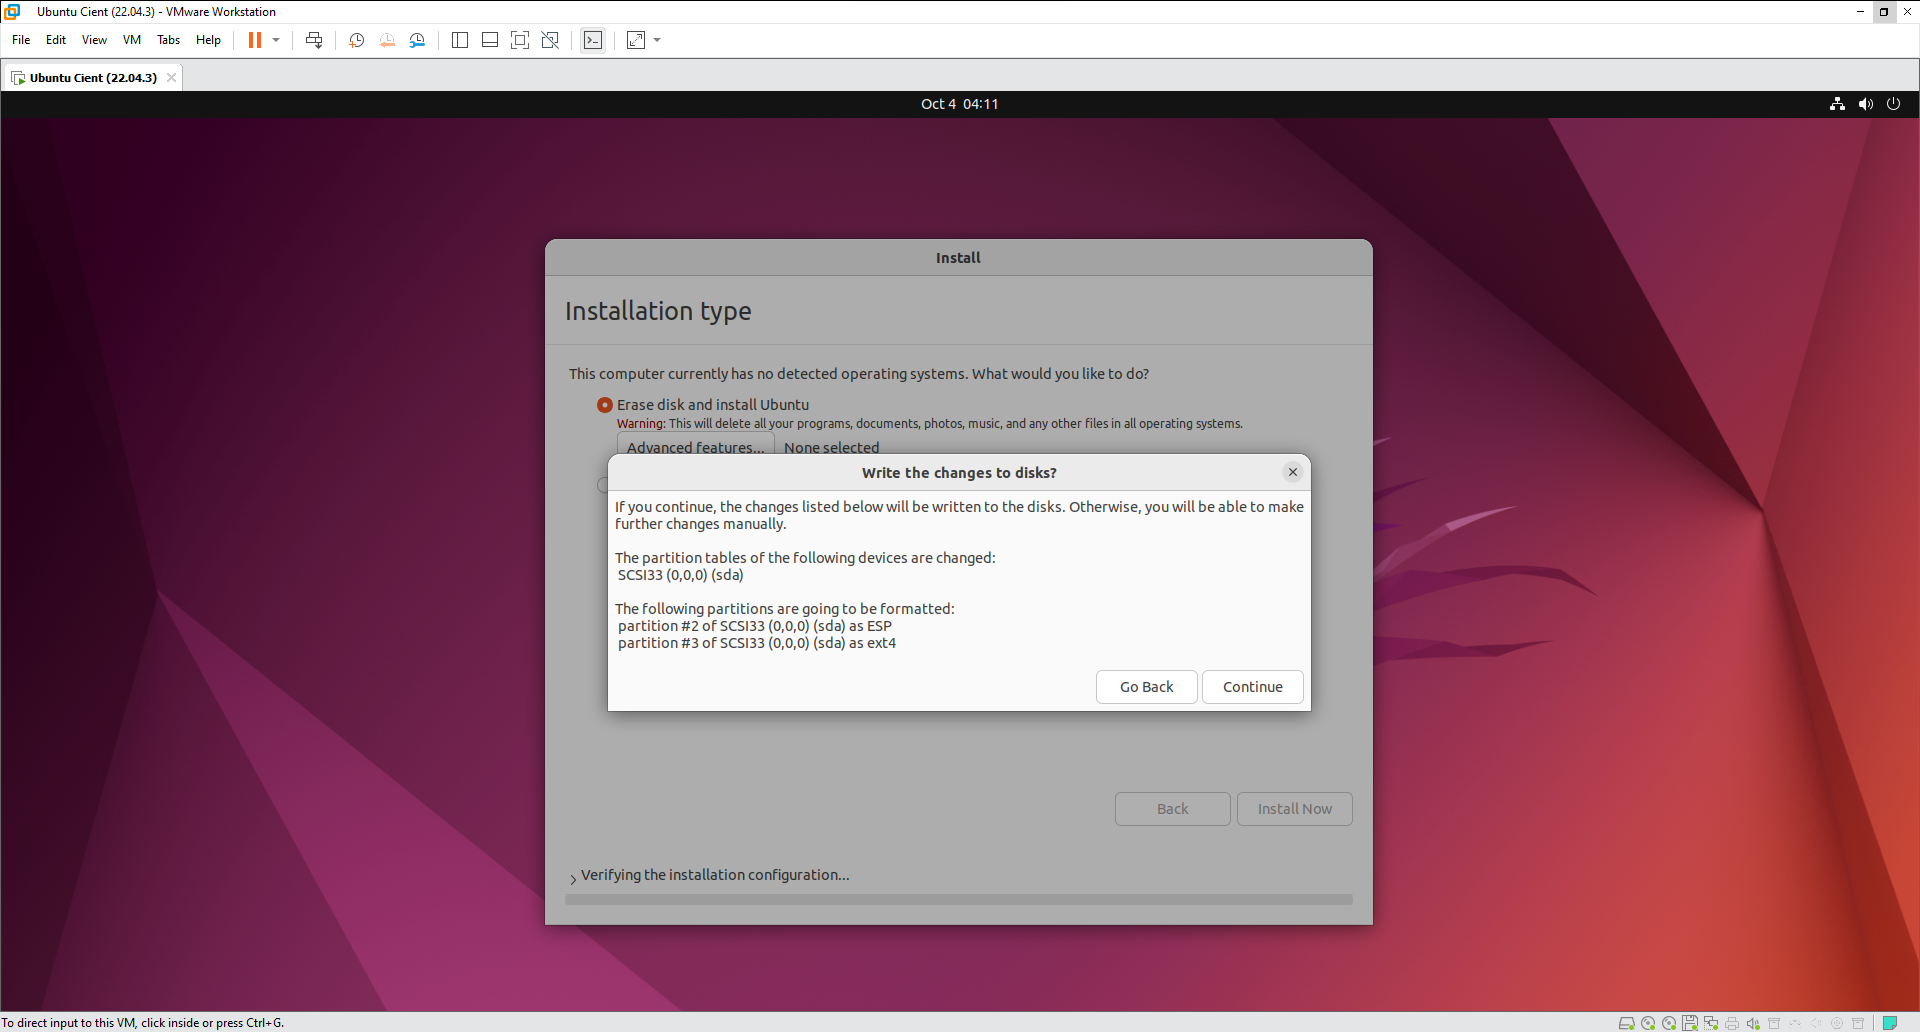 Ubuntu Cient (22.04.3) - VMware Workstation
File Edit View VM Tabs Help
Ubuntu Cient (22.04.3)
Oct 4 04:11
Install
Installation type
This computer currently has no detected operating systems. What would you like to do?
Erase disk and install Ubuntu
Warning: This will delete all your programs, documents, photos, music, and any other files in all operating systems.
Advanced features... None selected
Write the changes to disks?
If you continue, the changes listed below will be written to the disks. Otherwise, you will be able to make
further changes manually.
The partition tables of the following devices are changed:
SCSI33 (0,0,0) (sda)
The following partitions are going to be formatted:
partition #2 of SCSI33 (0,0,0) (sda) as ESP
partition #3 of SCSI33 (0,0,0) (sda) as ext4
Go Back Continue
Back Install Now
Verifying the installation configuration...
To direct input to this VM, click inside or press Ctrl+G.